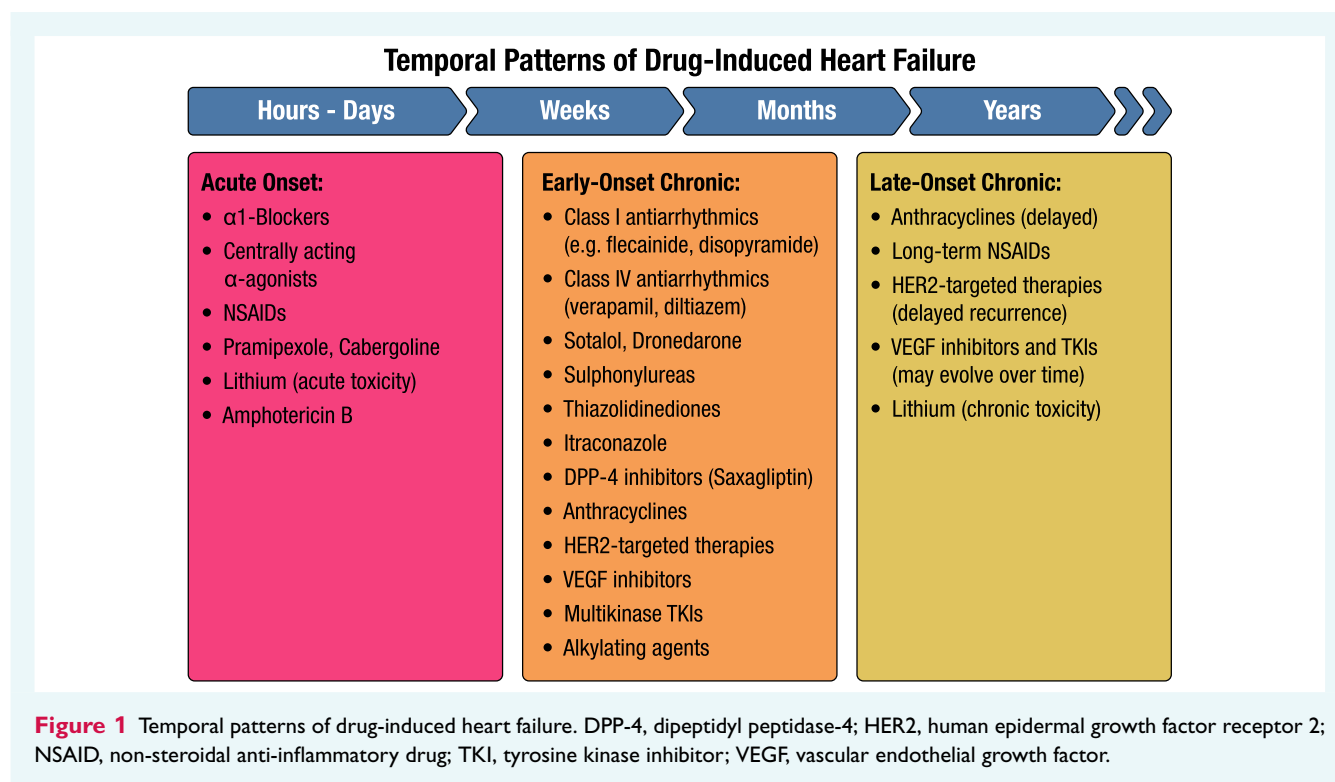 Temporal Patterns of Drug-Induced Heart Failure
Hours - Days
Weeks
Months
Years
Acute Onset:
• α1-Blockers
• Centrally acting
α-agonists
• NSAIDs
• Pramipexole, Cabergoline
• Lithium (acute toxicity)
• Amphotericin B
Early-Onset Chronic:
• Class I antiarrhythmics
(e.g. flecainide, disopyramide)
• Class IV antiarrhythmics
(verapamil, diltiazem)
• Sotalol, Dronedarone
• Sulphonylureas
• Thiazolidinediones
• Itraconazole
• DPP-4 inhibitors (Saxagliptin)
• Anthracyclines
• HER2-targeted therapies
• VEGF inhibitors
• Multikinase TKIs
• Alkylating agents
Late-Onset Chronic:
• Anthracyclines (delayed)
• Long-term NSAIDs
• HER2-targeted therapies
(delayed recurrence)
• VEGF inhibitors and TKIs
(may evolve over time)
• Lithium (chronic toxicity)
Figure 1 Temporal patterns of drug-induced heart failure. DPP-4, dipeptidyl peptidase-4; HER2, human epidermal growth factor receptor 2;
NSAID, non-steroidal anti-inflammatory drug; TKI, tyrosine kinase inhibitor; VEGF, vascular endothelial growth factor.